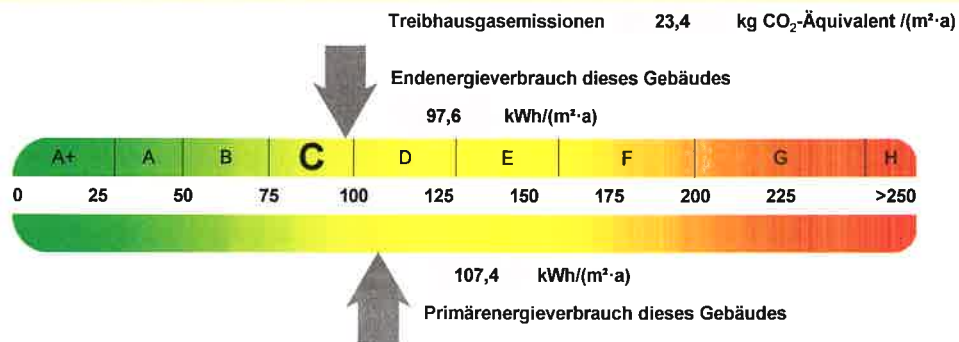 Treibhausgasemissionen 23,4 kg CO₂-Äquivalent /(m²·a)
Endenergieverbrauch dieses Gebäudes
97,6 kWh/(m²·a)
A+ A B C D E F G H
0 25 50 75 100 125 150 175 200 225 >250
107,4 kWh/(m²·a)
Primärenergieverbrauch dieses Gebäudes